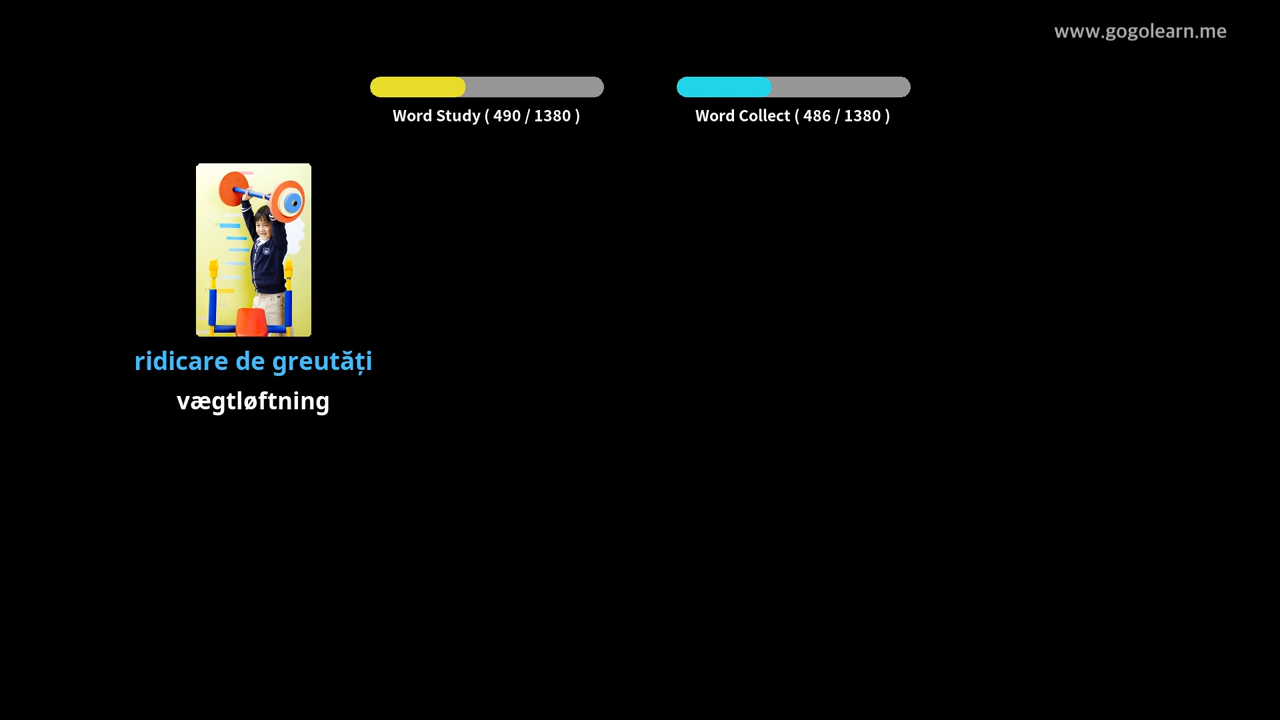 www.gogolearn.me
Word Study ( 490 / 1380 )
Word Collect ( 486 / 1380 )
ridicare de greutăți
vægtløftning